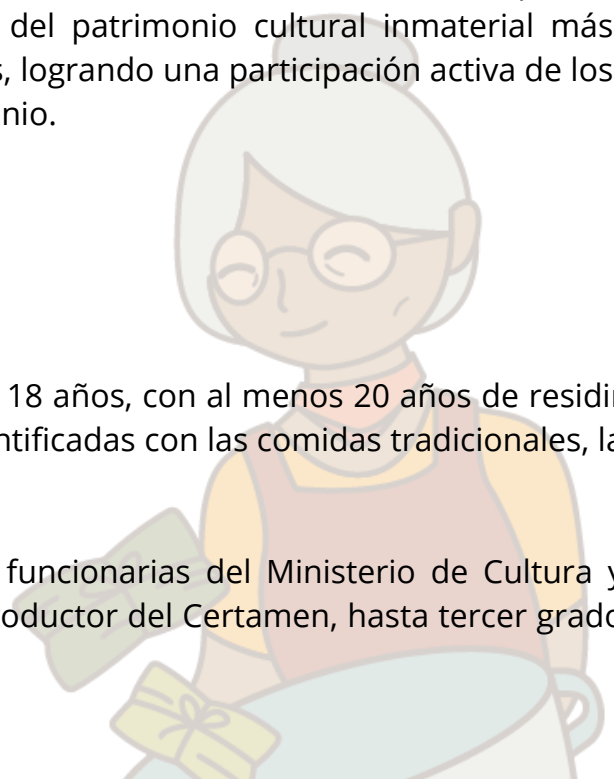 del patrimonio cultural inmaterial más
, logrando una participación activa de los
nio.
18 años, con al menos 20 años de residi
ntificadas con las comidas tradicionales, la
funcionarias del Ministerio de Cultura y
oductor del Certamen, hasta tercer grado